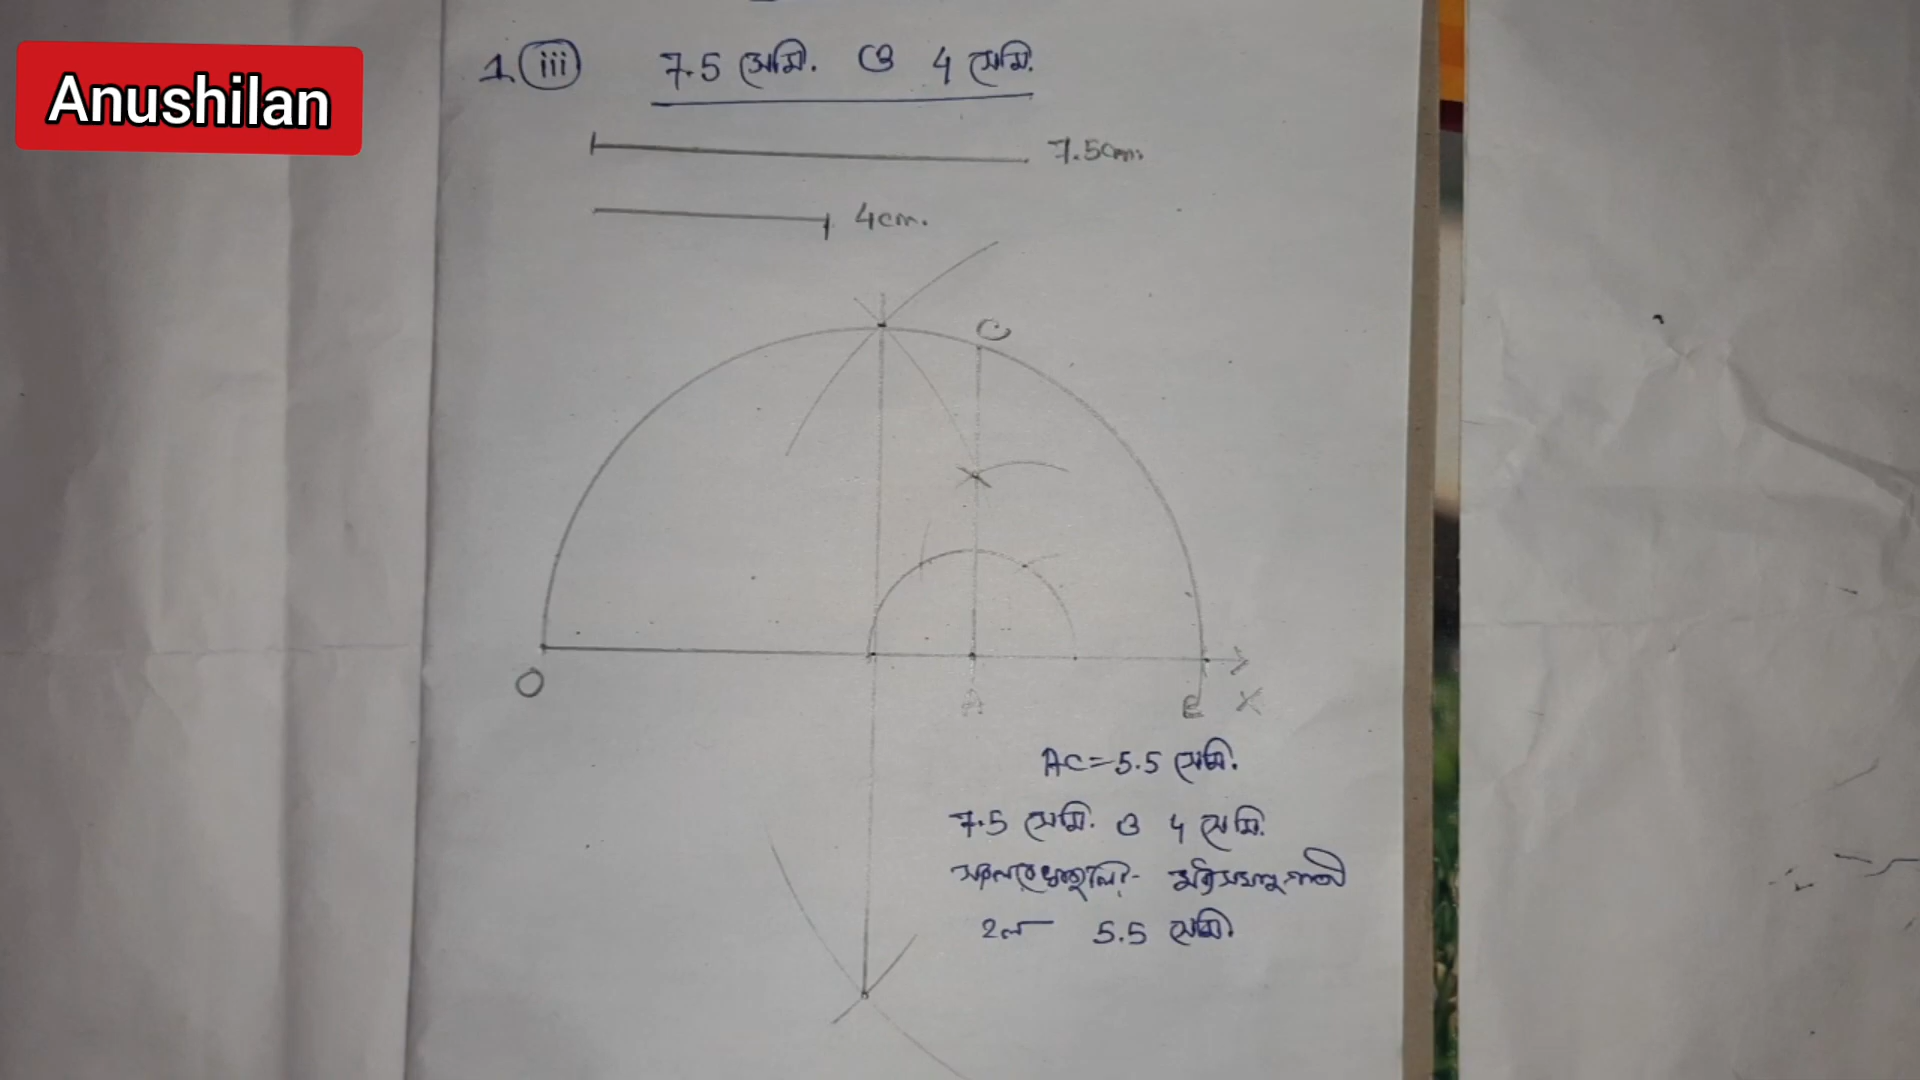 Anushilan
1 (iii) 7.5 সেমি. ও 4 সেমি.
7.5cm.
4cm.
C
O
A
B X
AC=5.5 সেমি.
7.5 সেমি. ও 4 সেমি.
সরলরেখাংশগুলির মধ্যসমানুপাতী
হল 5.5 সেমি